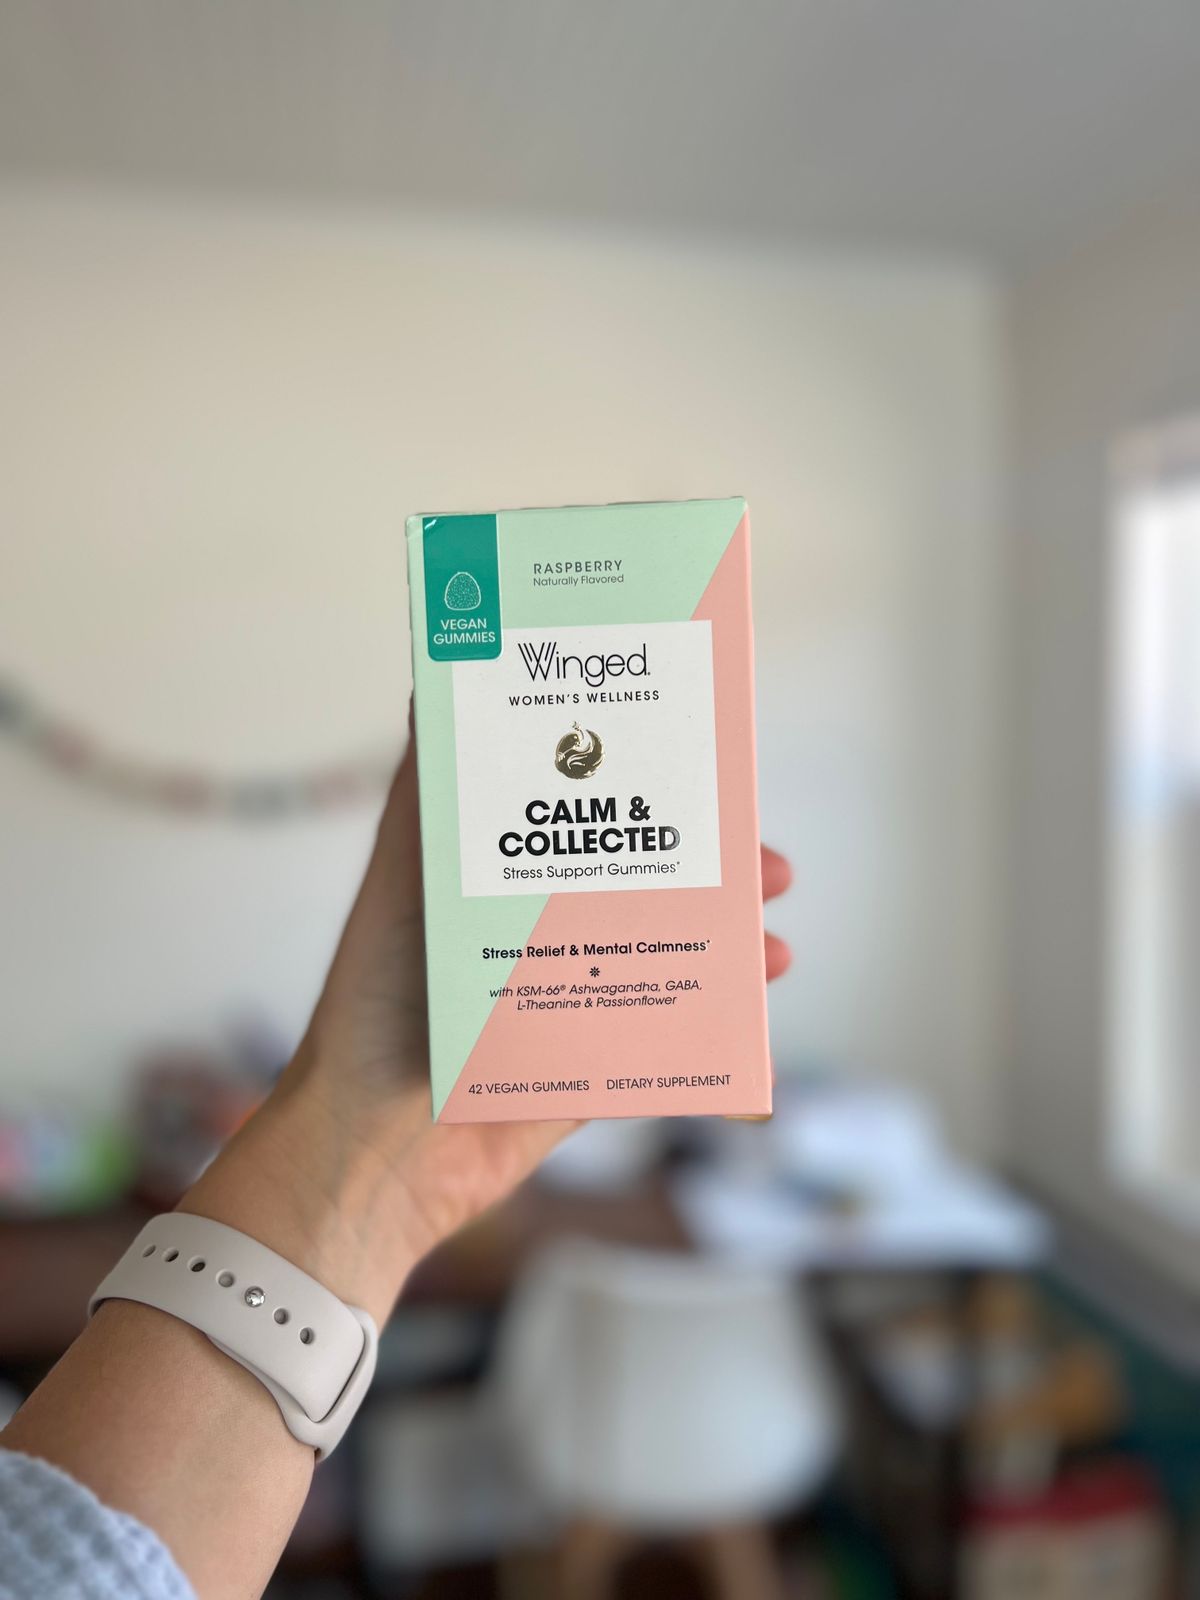 RASPBERRY
Naturally Flavored
VEGAN
GUMMIES
Winged®
WOMEN'S WELLNESS
CALM &
COLLECTED
Stress Support Gummies*
Stress Relief & Mental Calmness*
with KSM-66® Ashwagandha, GABA,
L-Theanine & Passionflower
42 VEGAN GUMMIES DIETARY SUPPLEMENT